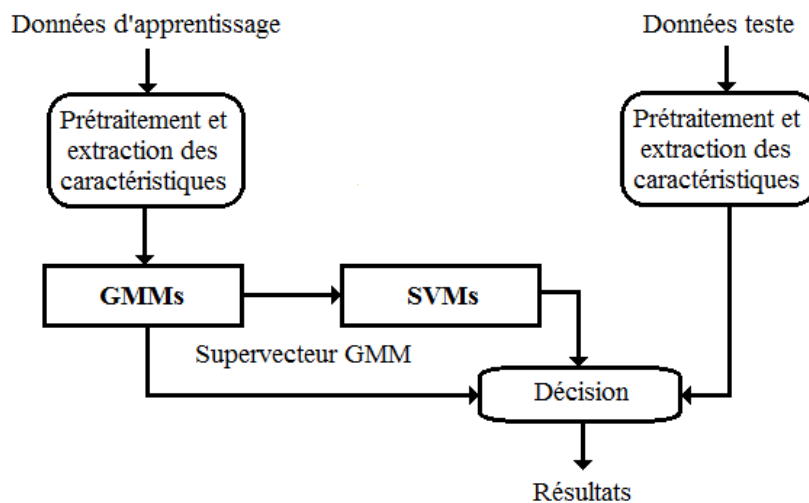 Données d'apprentissage
Données teste
Prétraitement et
extraction des
caractéristiques
Prétraitement et
extraction des
caractéristiques
GMMs
SVMs
Supervecteur GMM
Décision
Résultats